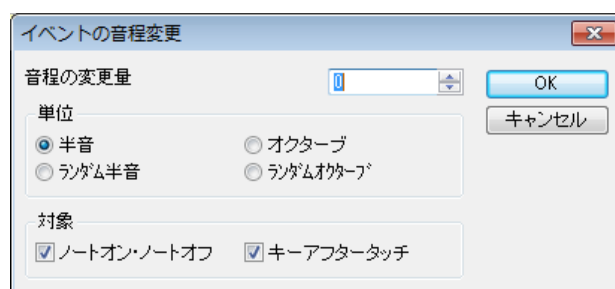 イベントの音程変更
音程の変更量 0 OK
キャンセル
単位
半音 オクターブ
ﾗﾝﾀﾞﾑ半音 ﾗﾝﾀﾞﾑｵｸﾀｰﾌﾞ
対象
ノートオン・ノートオフ キーアフタータッチ